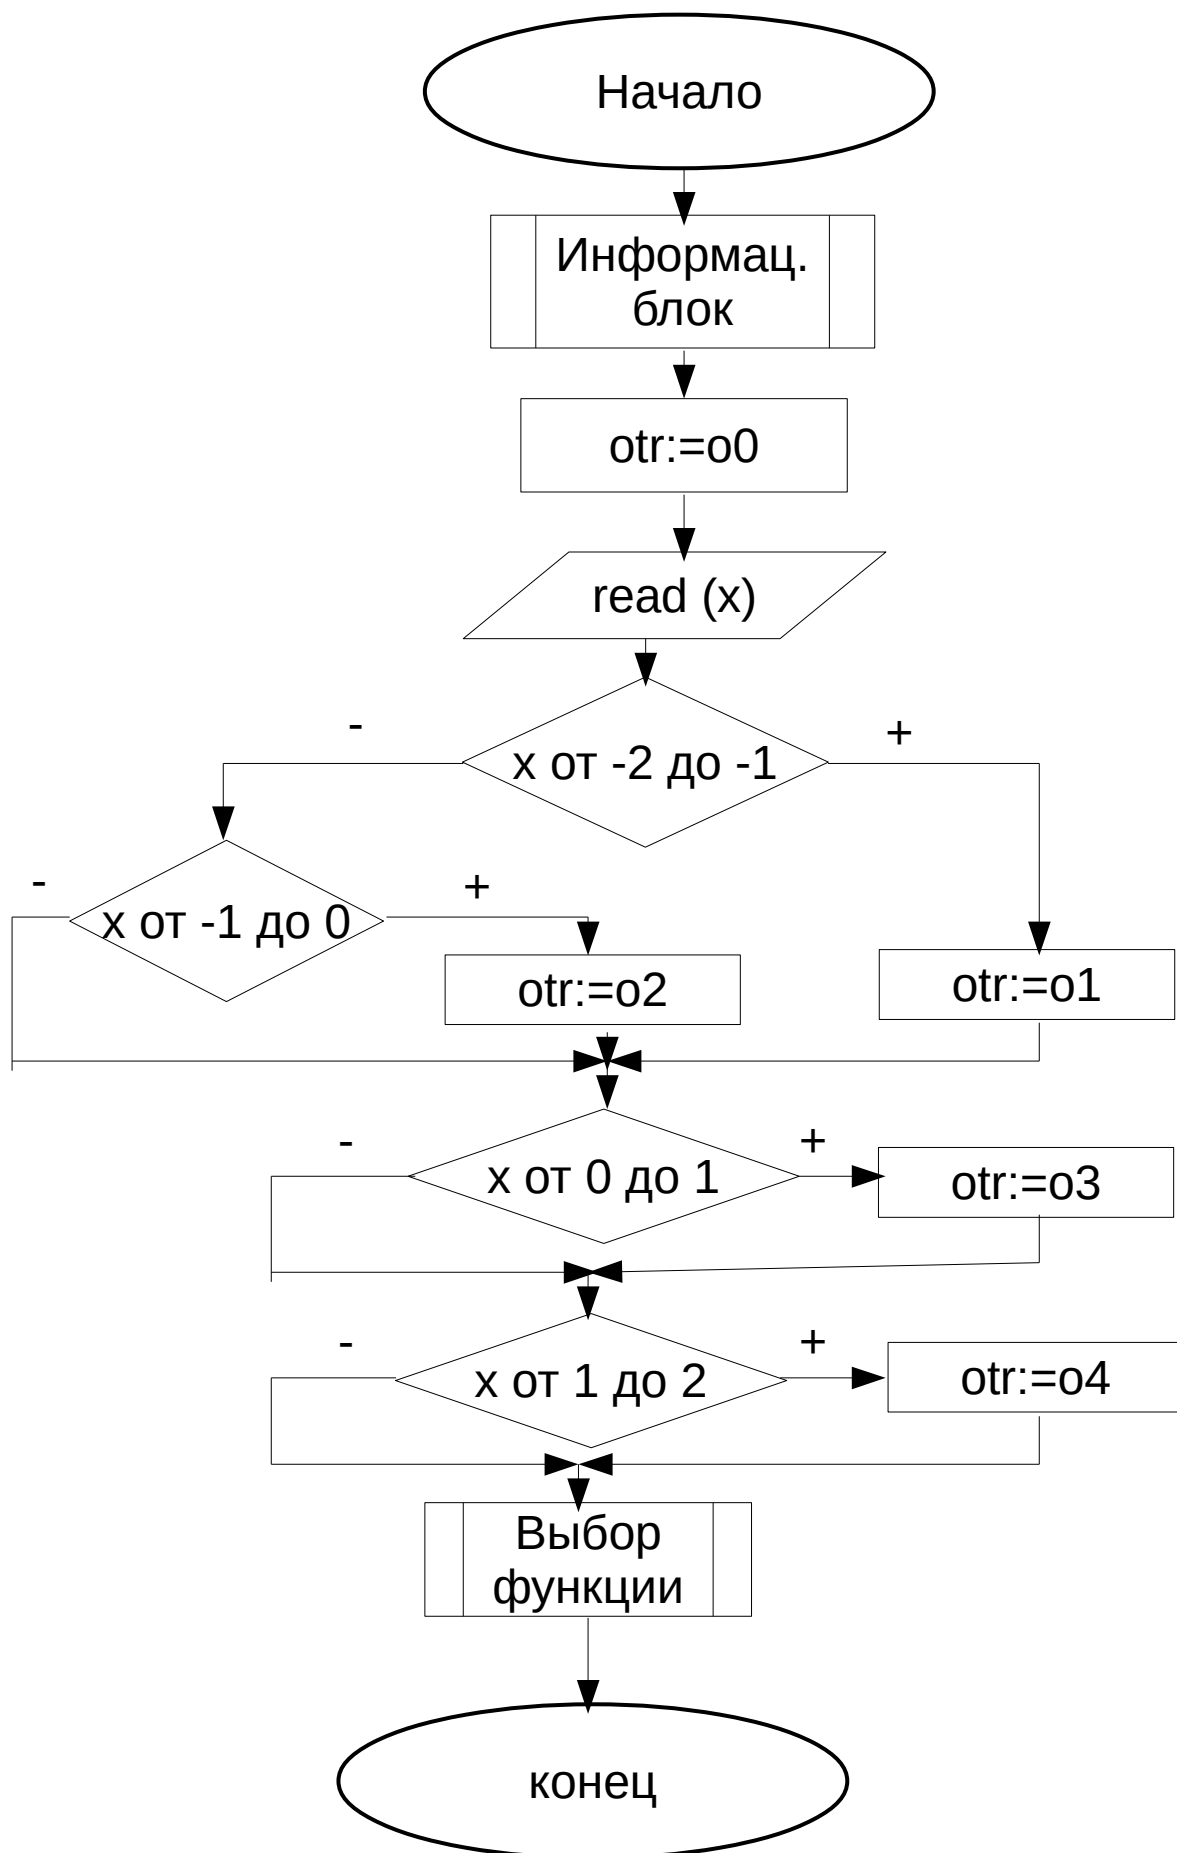 Начало
Информац.
блок
otr:=o0
read (x)
-
+
x от -2 до -1
-
+
x от -1 до 0
otr:=o2
otr:=o1
-
+
x от 0 до 1
otr:=o3
-
+
x от 1 до 2
otr:=o4
Выбор
функции
конец